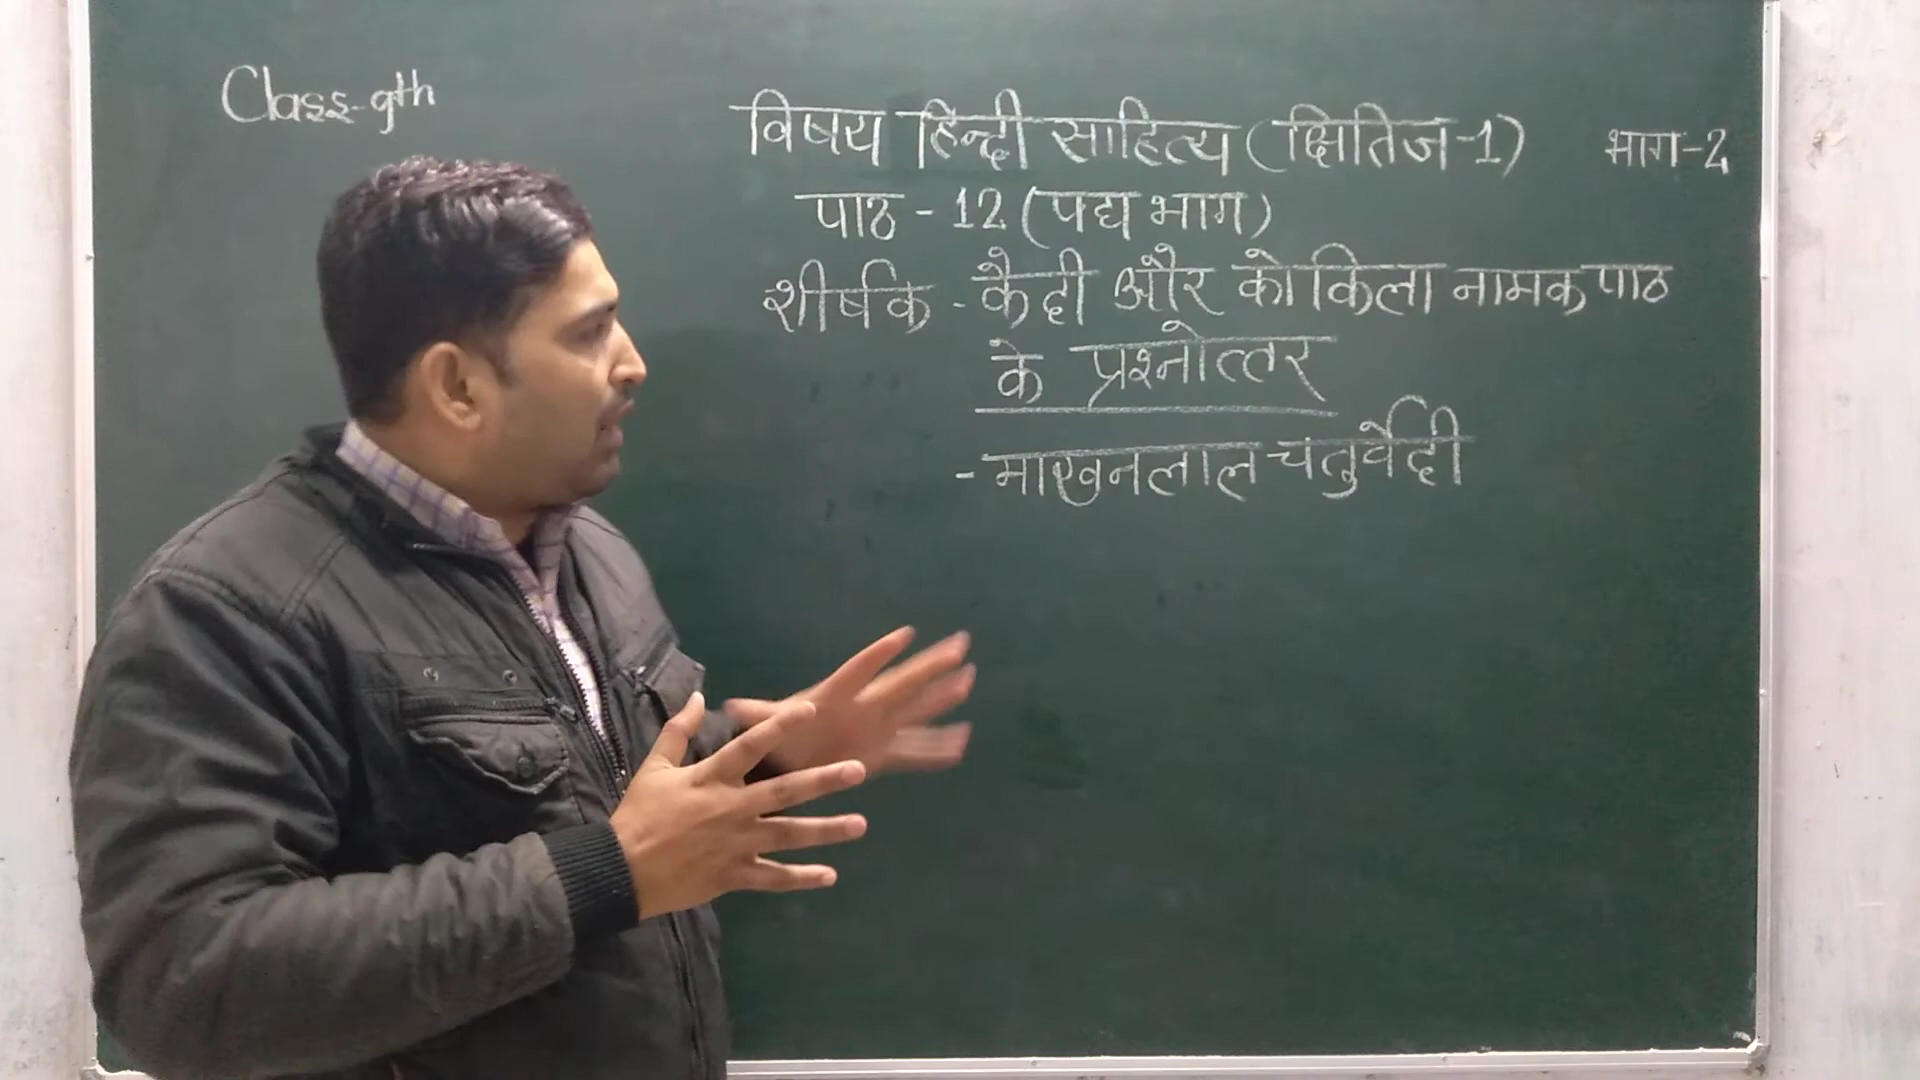 Class-9th
विषय हिन्दी साहित्य (क्षितिज-1) भाग-2
पाठ - 12 (पद्य भाग)
शीर्षक - कैदी और कोकिला नामक पाठ
के प्रश्नोत्तर
- माखनलाल चतुर्वेदी